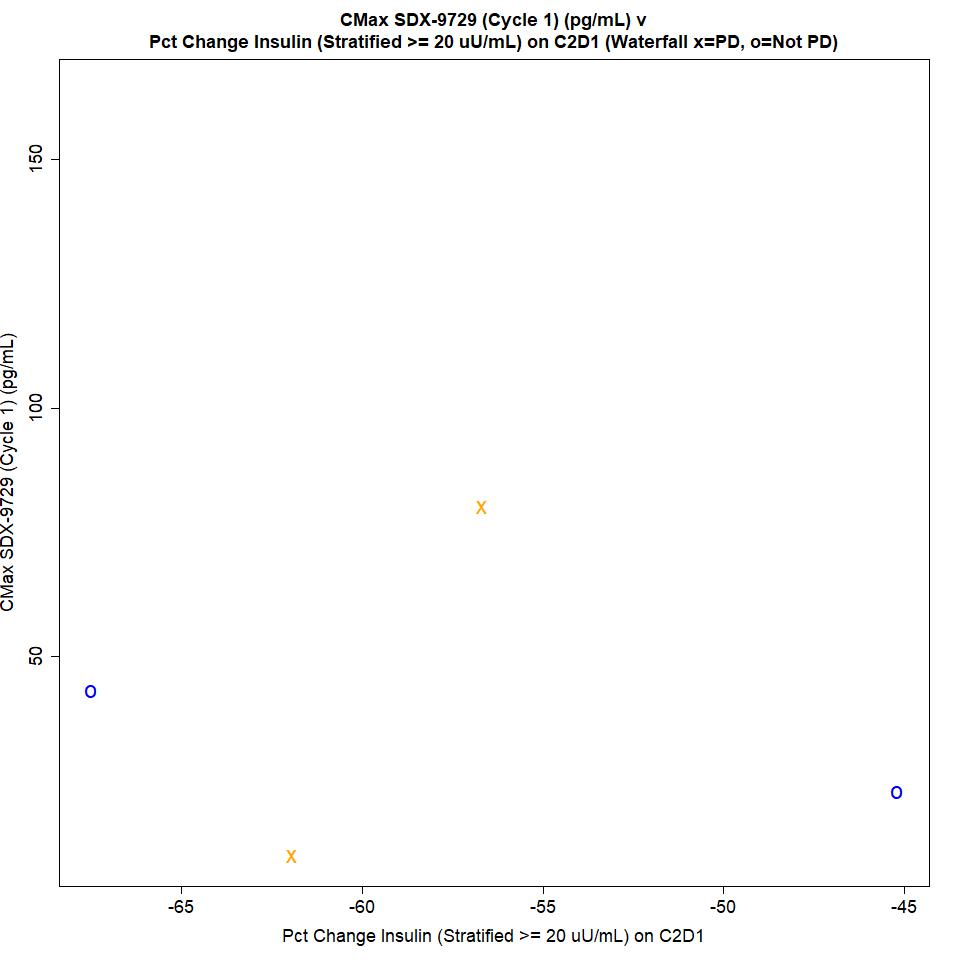 CMax SDX-9729 (Cycle 1) (pg/mL) v
Pct Change Insulin (Stratified >= 20 uU/mL) on C2D1 (Waterfall x=PD, o=Not PD)
CMax SDX-9729 (Cycle 1) (pg/mL)
150
100
50
x
o
o
x
-65
-60
-55
-50
-45
Pct Change Insulin (Stratified >= 20 uU/mL) on C2D1